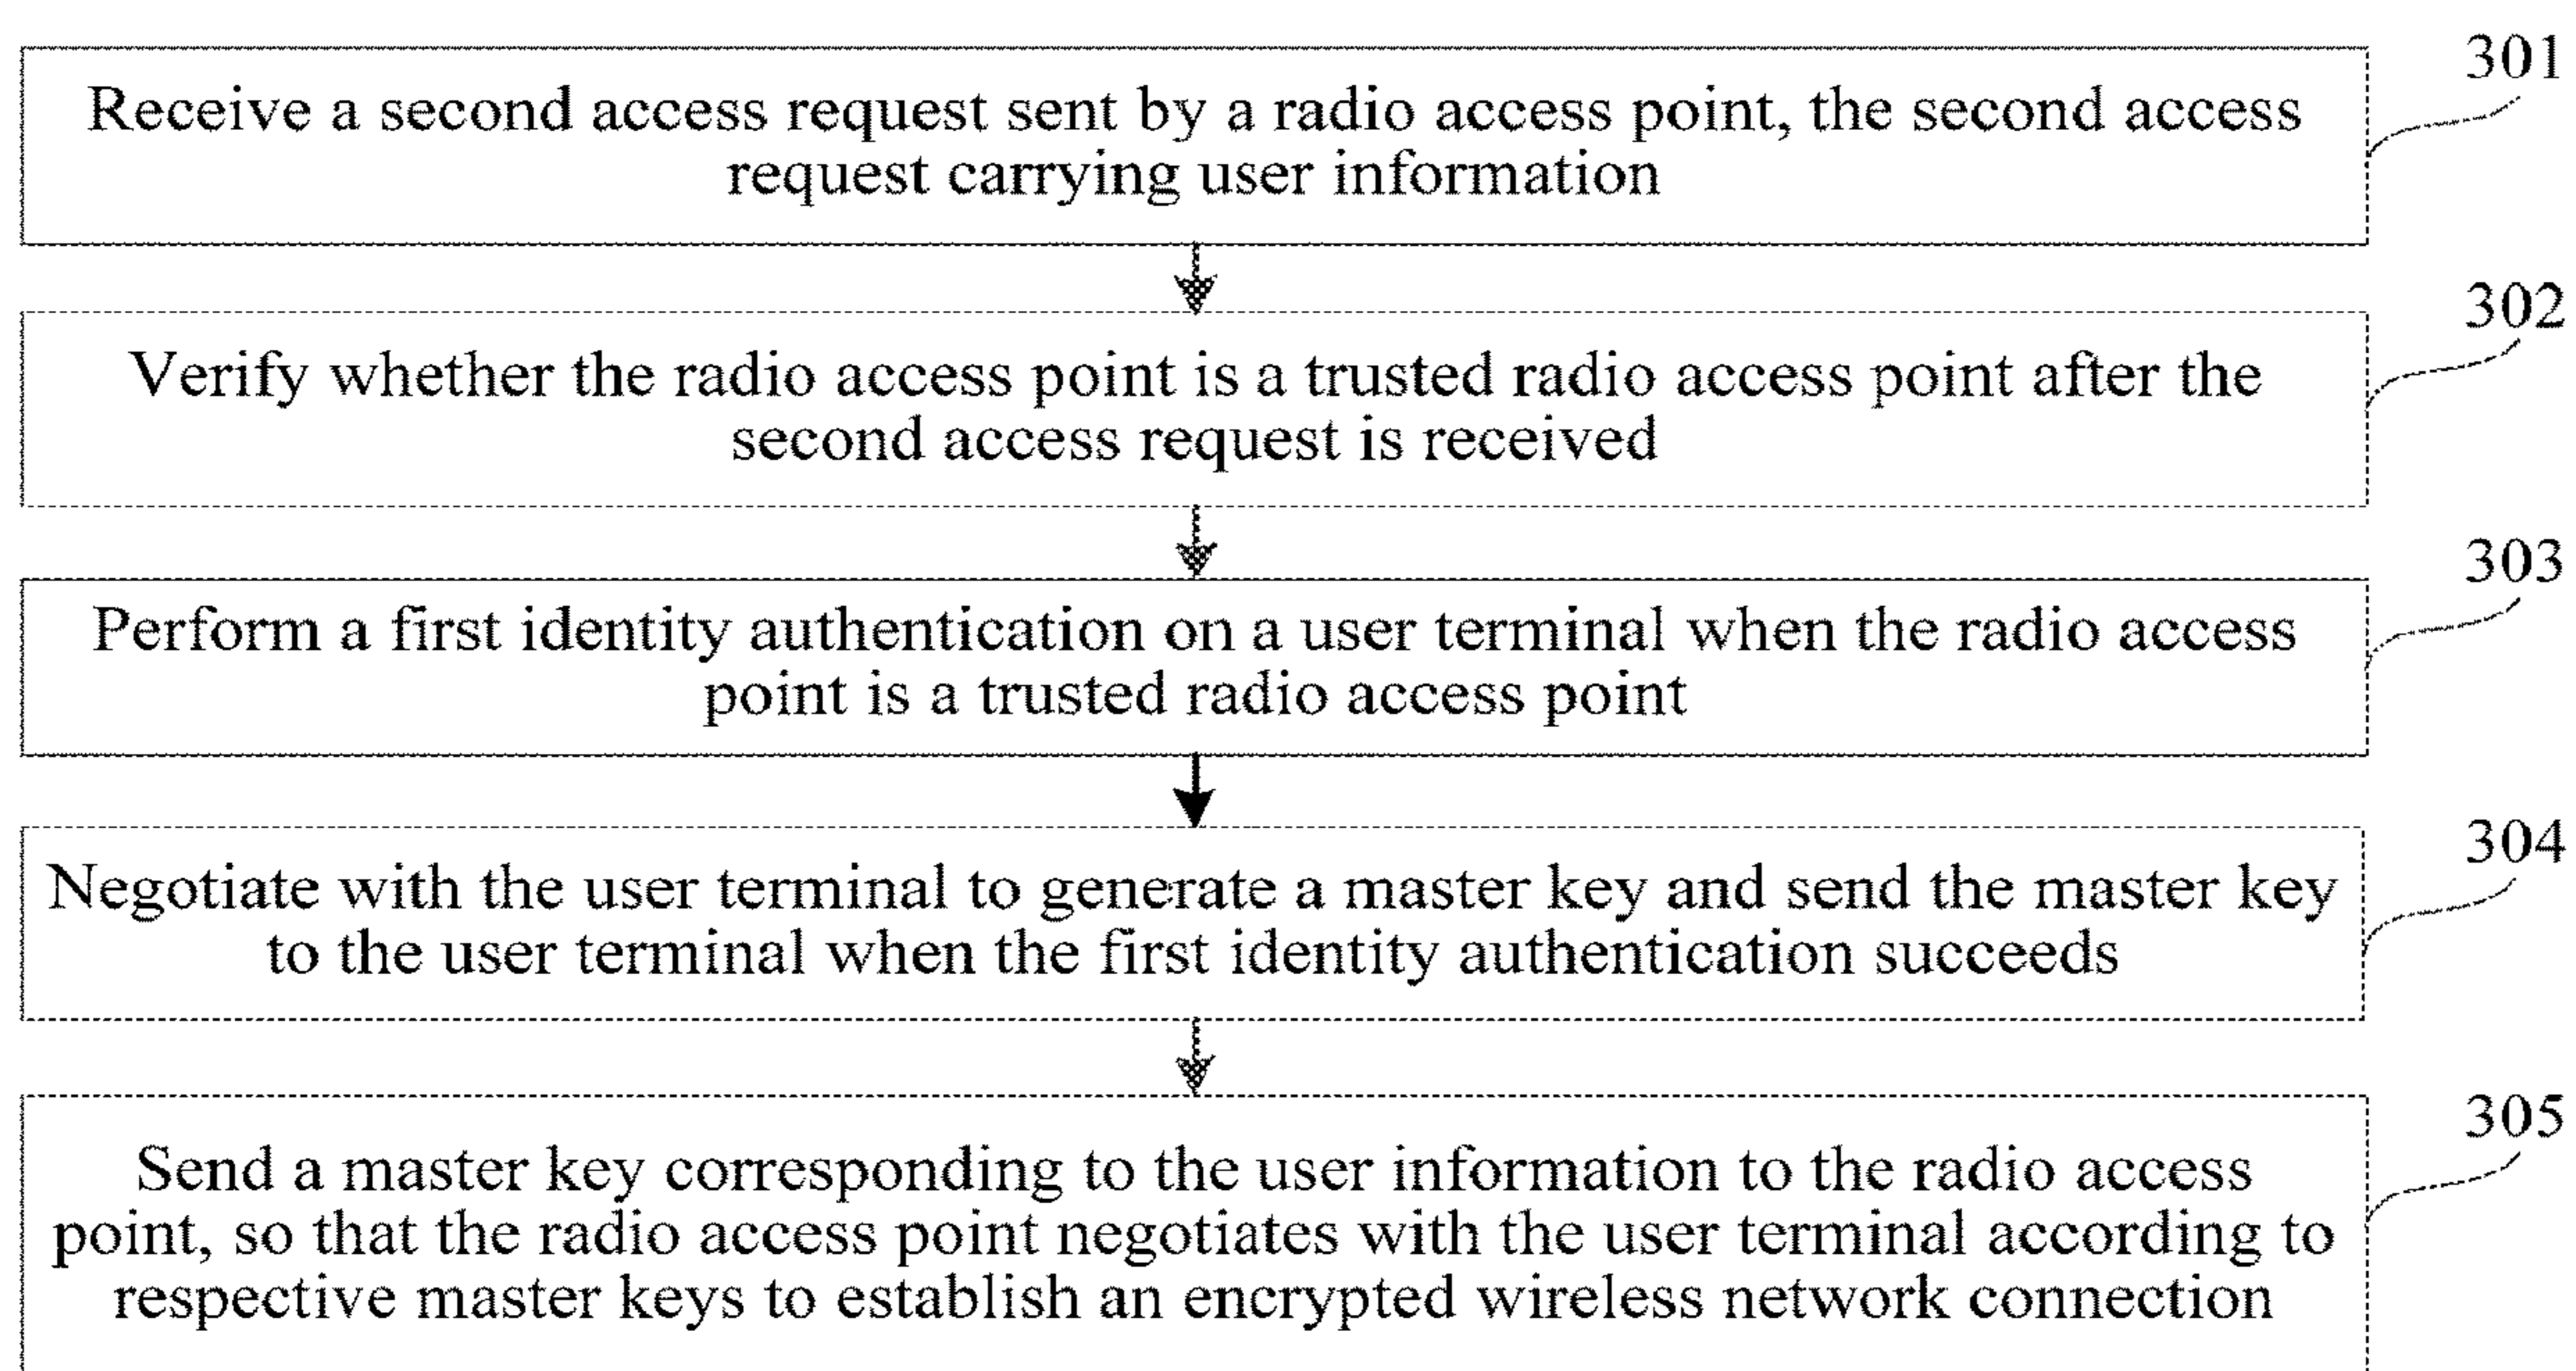 301
Receive a second access request sent by a radio access point, the second access
request carrying user information
302
Verify whether the radio access point is a trusted radio access point after the
second access request is received
303
Perform a first identity authentication on a user terminal when the radio access
point is a trusted radio access point
304
Negotiate with the user terminal to generate a master key and send the master key
to the user terminal when the first identity authentication succeeds
305
Send a master key corresponding to the user information to the radio access
point, so that the radio access point negotiates with the user terminal according to
respective master keys to establish an encrypted wireless network connection